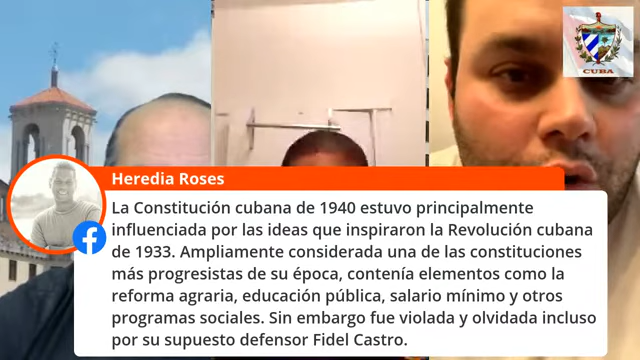 CUBA
Heredia Roses
La Constitución cubana de 1940 estuvo principalmente
influenciada por las ideas que inspiraron la Revolución cubana
de 1933. Ampliamente considerada una de las constituciones
más progresistas de su época, contenía elementos como la
reforma agraria, educación pública, salario mínimo y otros
programas sociales. Sin embargo fue violada y olvidada incluso
por su supuesto defensor Fidel Castro.